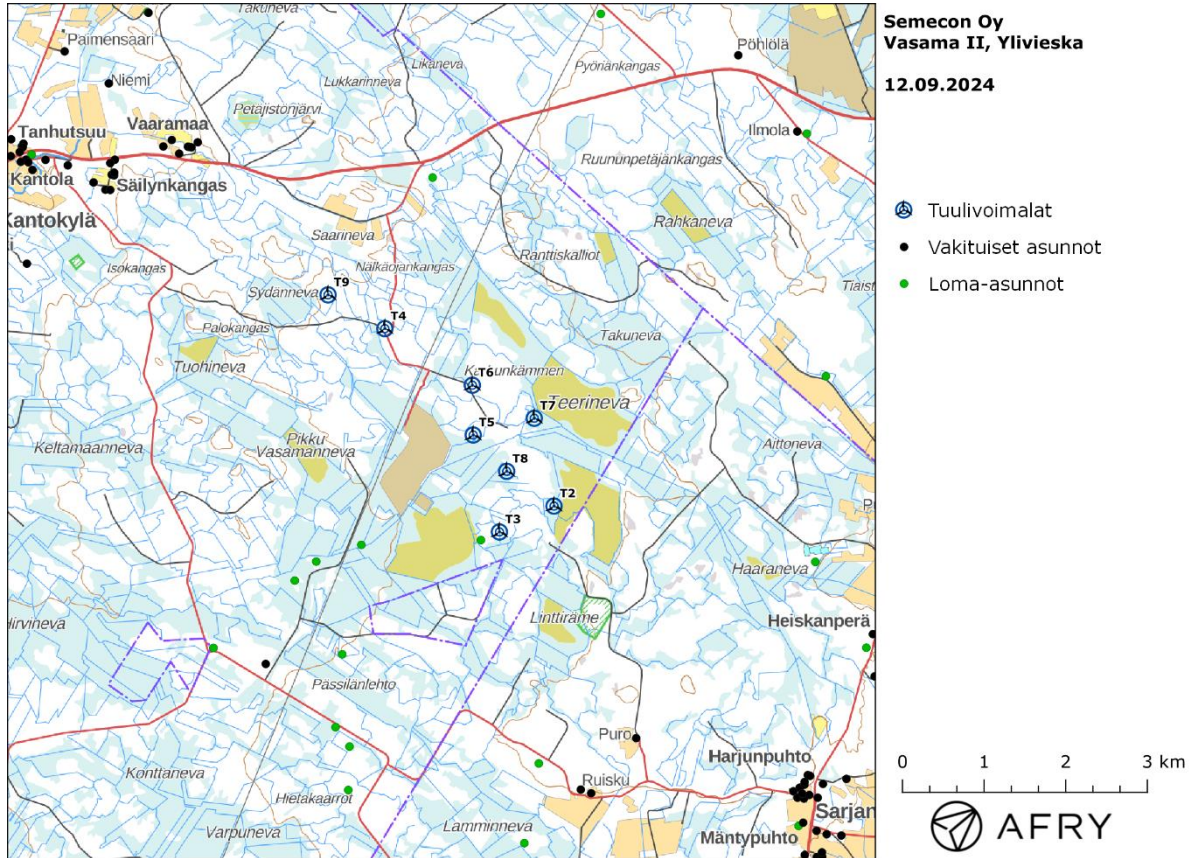 Semecon Oy
Vasama II, Ylivieska
12.09.2024
Takuneva
Paimensaari
Likaneva
Pöhlölä
Lukkarinneva
Pyöriänkangas
Niemi
Petäjistönjärvi
Tanhutsuu
Vaaramaa
Ilmola
Ruununpetäjänkangas
Kantola
Säilynkangas
Kantokylä
Saarineva
Rahkaneva
Ranttiskalliot
Isokangas
Nälkäojankangas
Sydänneva
T9
T4
Palokangas
Takuneva
Tuohineva
T6
Teerineva
T7
Keltamaanneva
Pikku
Vasamanneva
T5
Aittoneva
T8
T2
T3
Haaraneva
Linttiräme
Heiskanperä
Hirvineva
Pässilänlehto
Puro
Harjunpuhto
Konttaneva
Ruisku
Hietakaarrot
Sarjan
Varpuneva
Lamminneva
Mäntypuhto
Tuulivoimalat
Vakituiset asunnot
Loma-asunnot
0 1 2 3 km
AFRY